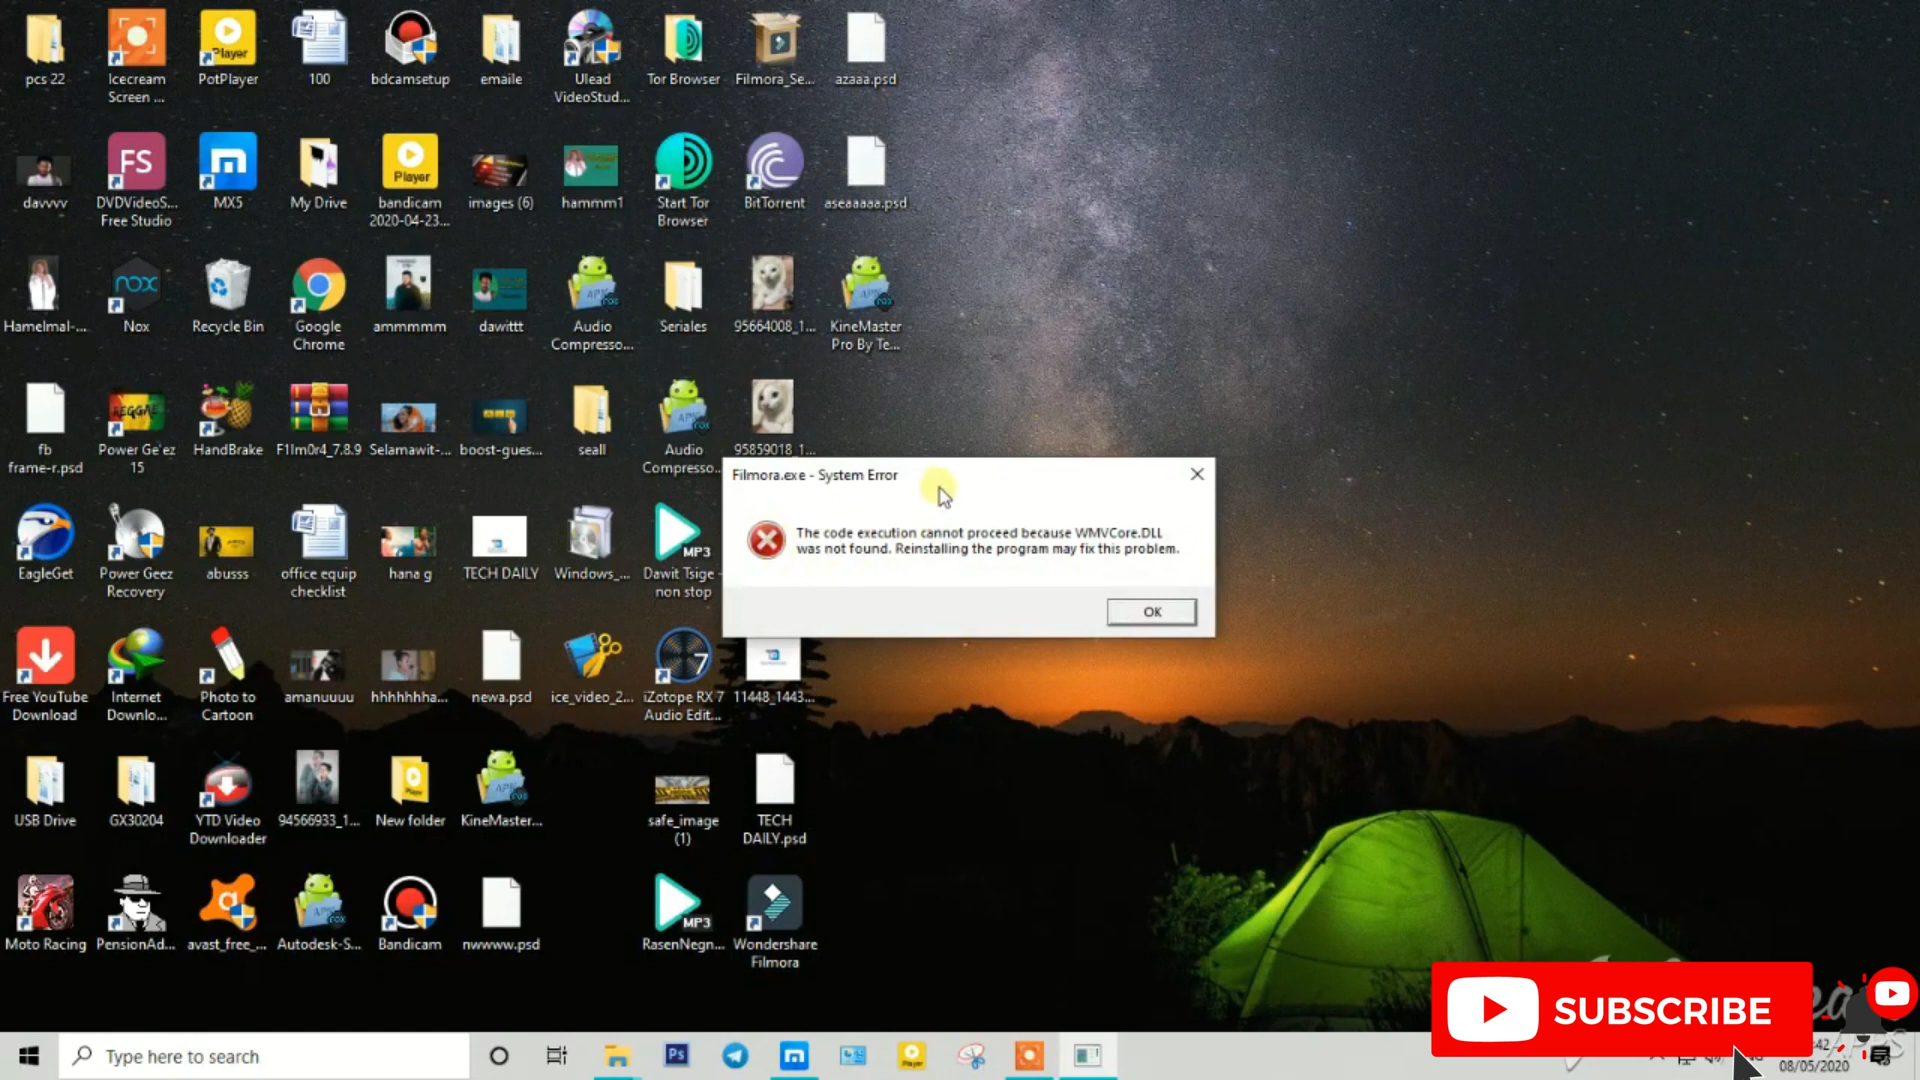 pcs 22
Icecream
Screen ...
PotPlayer
100
bdcamsetup
emaile
Ulead
VideoStud...
Tor Browser
Filmora_Se...
azaaa.psd
davvvv
DVDVideoS...
Free Studio
MX5
My Drive
bandicam
2020-04-23...
images (6)
hammm1
Start Tor
Browser
BitTorrent
aseaaaaa.psd
Hamelmal-...
Nox
Recycle Bin
Google
Chrome
ammmmm
dawittt
Audio
Compresso...
Seriales
95664008_1...
KineMaster
Pro By Te...
fb
frame-r.psd
Power Ge'ez
15
HandBrake
F1lm0r4_7.8.9
Selamawit-...
boost-gues...
seall
Audio
Compresso...
95859018_1...
Filmora.exe - System Error
The code execution cannot proceed because WMVCore.DLL
was not found. Reinstalling the program may fix this problem.
OK
EagleGet
Power Geez
Recovery
abusss
office equip
checklist
hana g
TECH DAILY
Windows_...
Dawit Tsige -
non stop
Free YouTube
Download
Internet
Downlo...
Photo to
Cartoon
amanuuuu
hhhhhhha...
newa.psd
ice_video_2...
iZotope RX 7
Audio Edit...
11448_1443...
USB Drive
GX30204
YTD Video
Downloader
94566933_1...
New folder
KineMaster...
safe_image
(1)
TECH
DAILY.psd
Moto Racing
PensionAd...
avast_free_...
Autodesk-S...
Bandicam
nwwww.psd
RasenNegn...
Wondershare
Filmora
SUBSCRIBE
Type here to search
08/05/2020